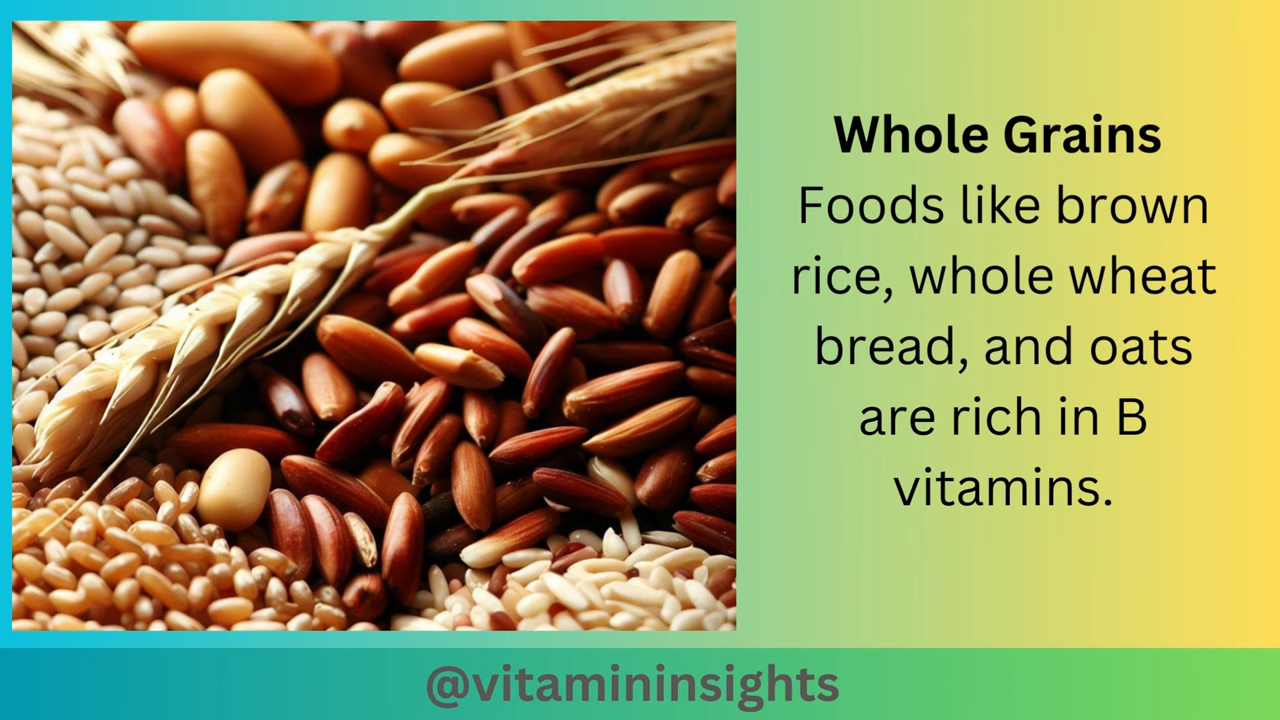 Whole Grains
Foods like brown
rice, whole wheat
bread, and oats
are rich in B
vitamins.
@vitamininsights